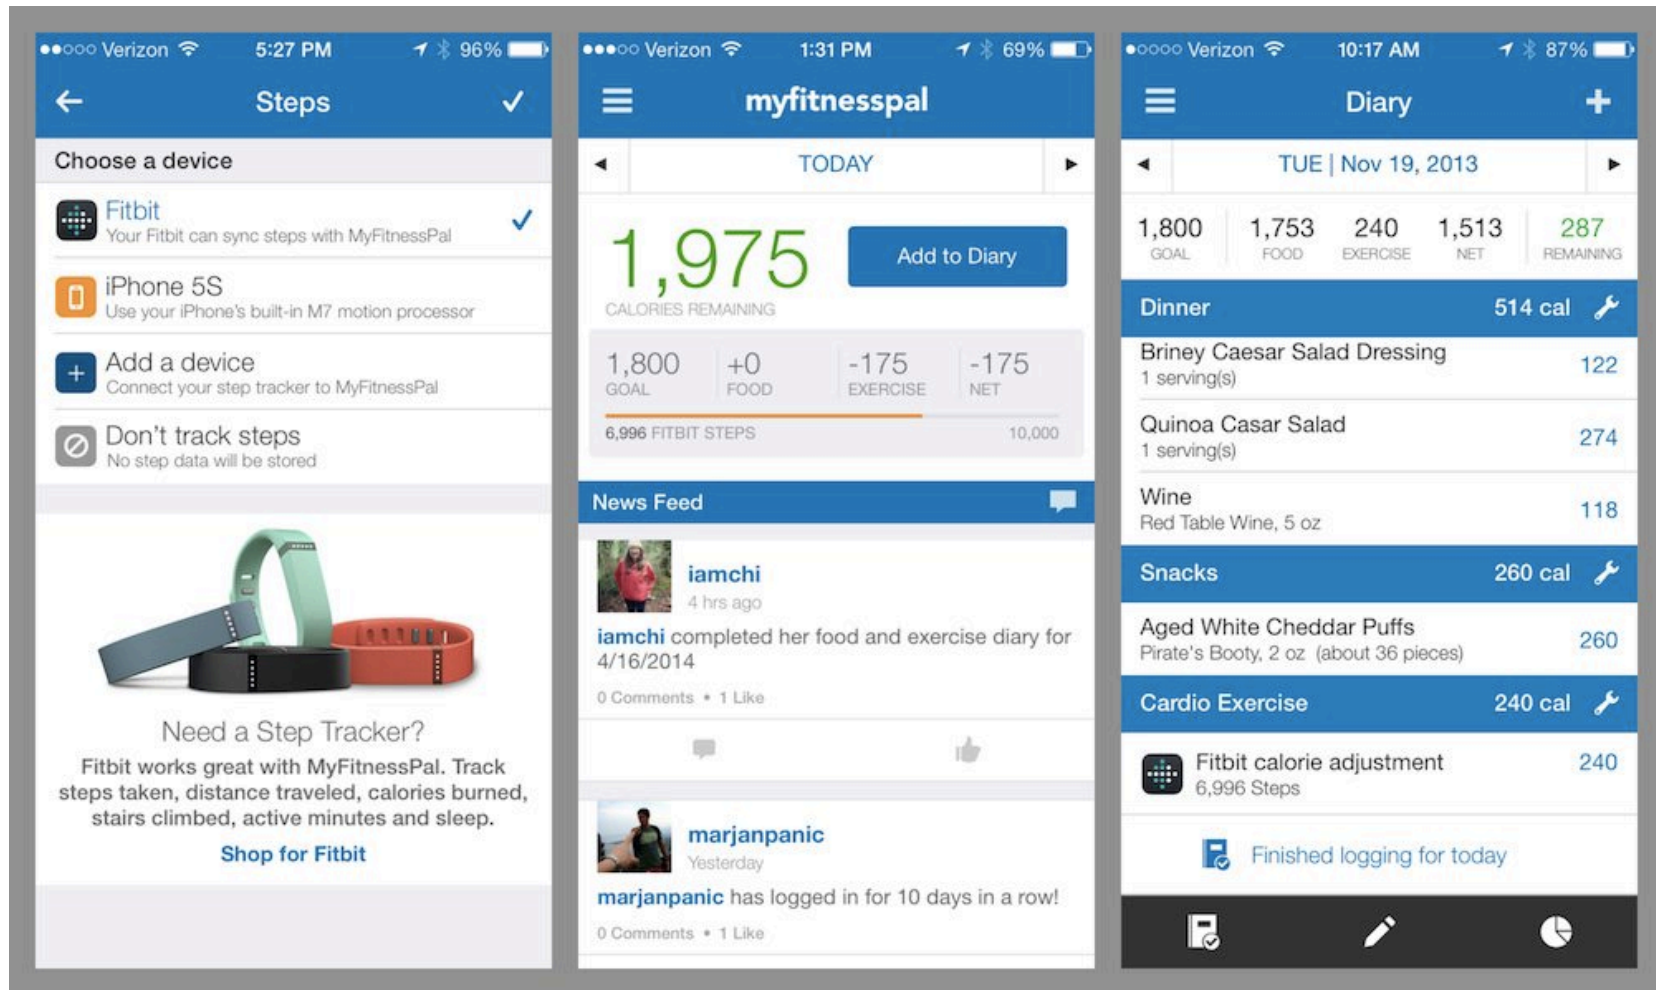 Verizon 5:27 PM 96%
Steps
Choose a device
Fitbit
Your Fitbit can sync steps with MyFitnessPal
iPhone 5S
Use your iPhone's built-in M7 motion processor
Add a device
Connect your step tracker to MyFitnessPal
Don't track steps
No step data will be stored
Need a Step Tracker?
Fitbit works great with MyFitnessPal. Track
steps taken, distance traveled, calories burned,
stairs climbed, active minutes and sleep.
Shop for Fitbit
Verizon 1:31 PM 69%
myfitnesspal
TODAY
1,975
Add to Diary
CALORIES REMAINING
1,800 +0 -175 -175
GOAL FOOD EXERCISE NET
6,996 FITBIT STEPS 10,000
News Feed
iamchi
4 hrs ago
iamchi completed her food and exercise diary for
4/16/2014
0 Comments • 1 Like
marjanpanic
Yesterday
marjanpanic has logged in for 10 days in a row!
0 Comments • 1 Like
Verizon 10:17 AM 87%
Diary +
TUE | Nov 19, 2013
1,800 1,753 240 1,513 287
GOAL FOOD EXERCISE NET REMAINING
Dinner 514 cal
Briney Caesar Salad Dressing 122
1 serving(s)
Quinoa Casar Salad 274
1 serving(s)
Wine 118
Red Table Wine, 5 oz
Snacks 260 cal
Aged White Cheddar Puffs 260
Pirate's Booty, 2 oz (about 36 pieces)
Cardio Exercise 240 cal
Fitbit calorie adjustment 240
6,996 Steps
Finished logging for today